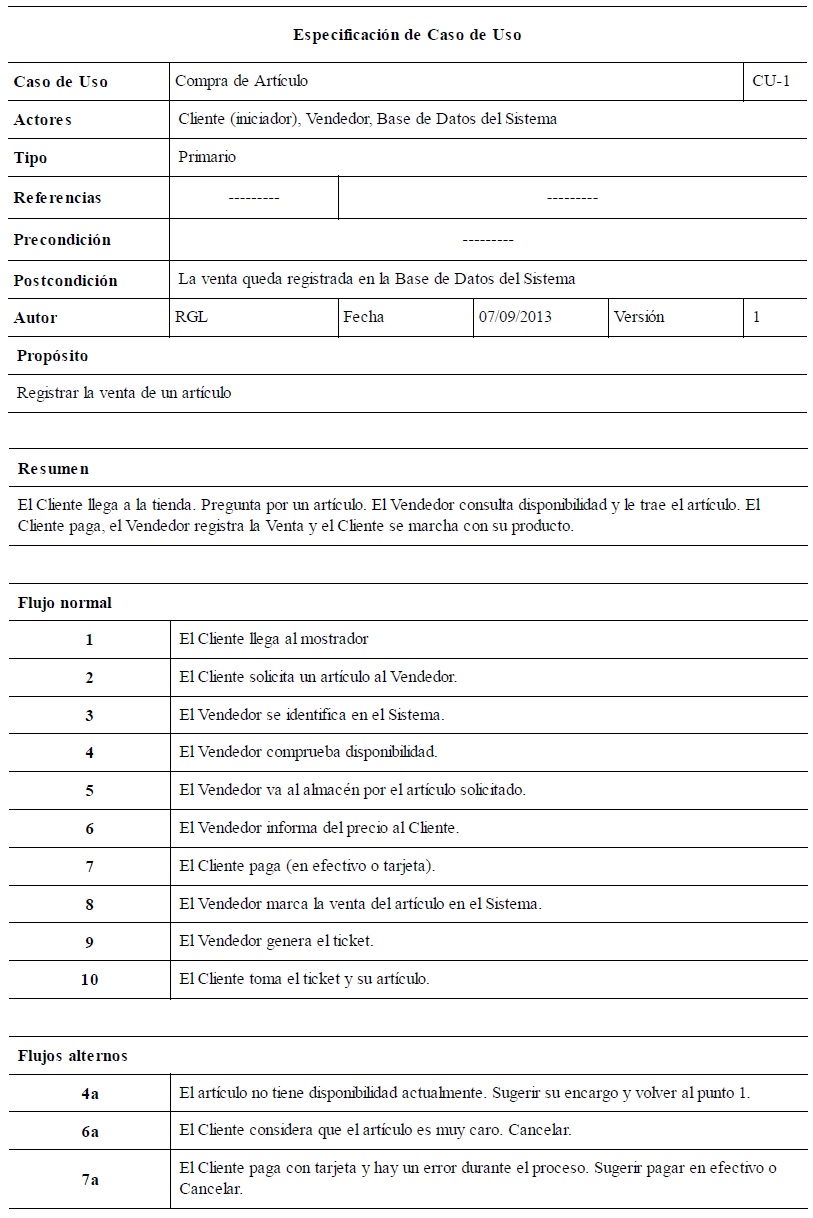 Especificación de Caso de Uso
Caso de Uso Compra de Artículo CU-1
Actores Cliente (iniciador), Vendedor, Base de Datos del Sistema
Tipo Primario
Referencias --------- ---------
Precondición ---------
Postcondición La venta queda registrada en la Base de Datos del Sistema
Autor RGL Fecha 07/09/2013 Versión 1
Propósito
Registrar la venta de un artículo
Resumen
El Cliente llega a la tienda. Pregunta por un artículo. El Vendedor consulta disponibilidad y le trae el artículo. El
Cliente paga, el Vendedor registra la Venta y el Cliente se marcha con su producto.
Flujo normal
1 El Cliente llega al mostrador
2 El Cliente solicita un artículo al Vendedor.
3 El Vendedor se identifica en el Sistema.
4 El Vendedor comprueba disponibilidad.
5 El Vendedor va al almacén por el artículo solicitado.
6 El Vendedor informa del precio al Cliente.
7 El Cliente paga (en efectivo o tarjeta).
8 El Vendedor marca la venta del artículo en el Sistema.
9 El Vendedor genera el ticket.
10 El Cliente toma el ticket y su artículo.
Flujos alternos
4a El artículo no tiene disponibilidad actualmente. Sugerir su encargo y volver al punto 1.
6a El Cliente considera que el artículo es muy caro. Cancelar.
7a El Cliente paga con tarjeta y hay un error durante el proceso. Sugerir pagar en efectivo o
Cancelar.